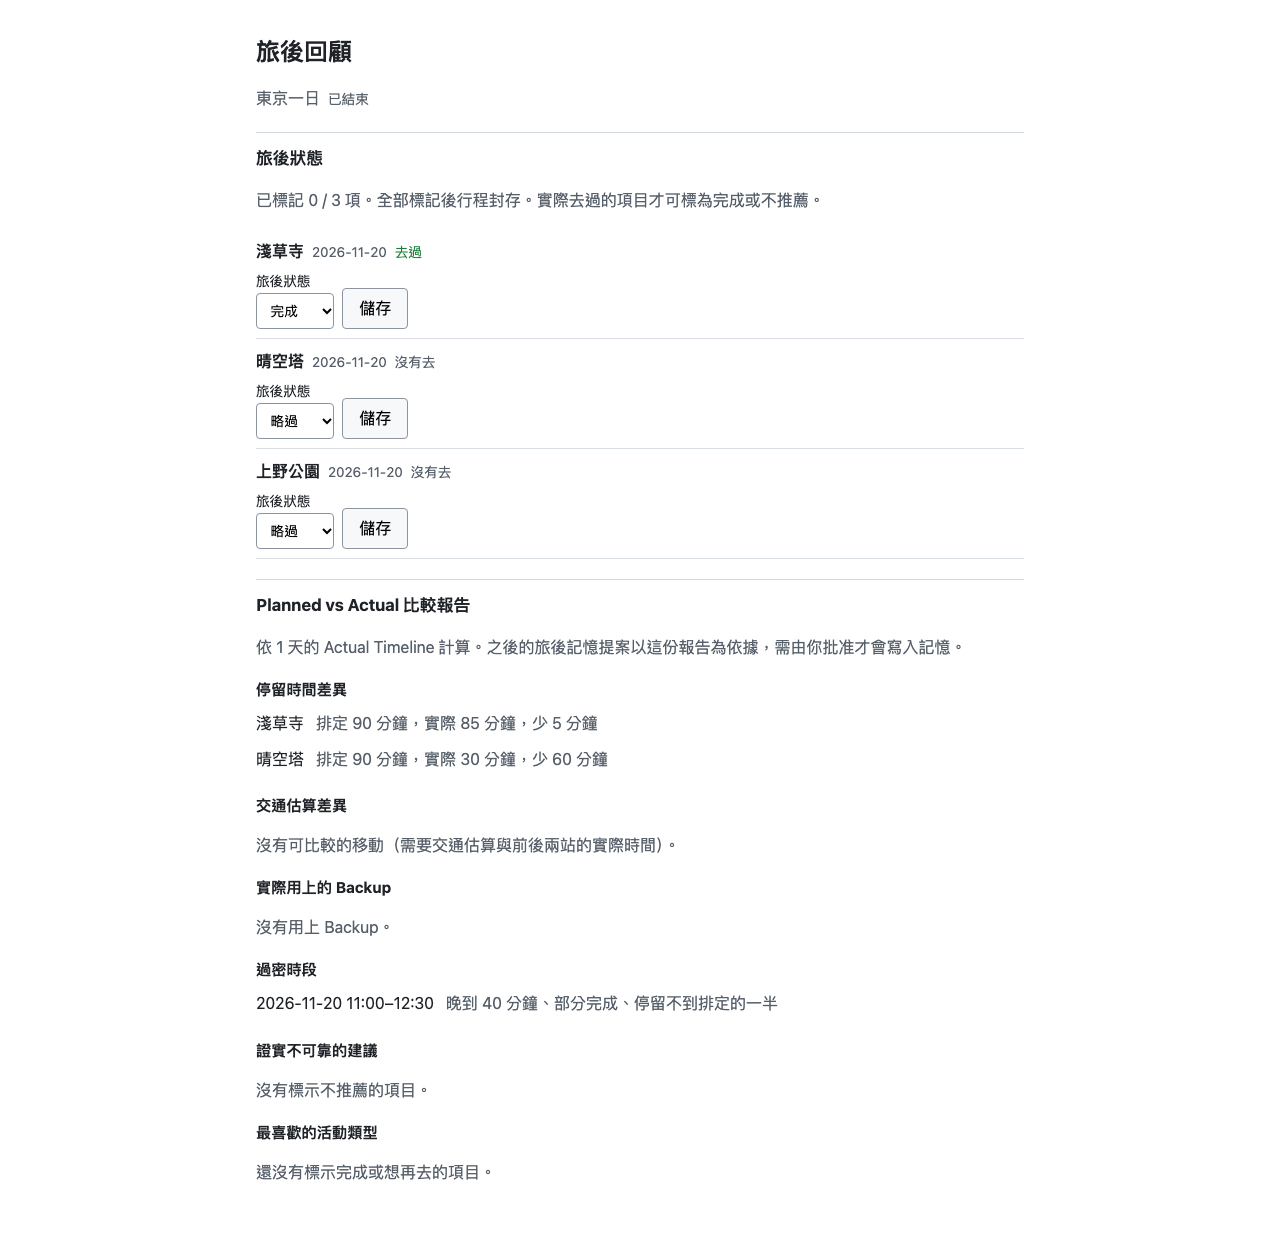 旅後回顧
東京一日 已結束
旅後狀態
已標記 0 / 3 項。全部標記後行程封存。實際去過的項目才可標為完成或不推薦。
淺草寺 2026-11-20 去過
旅後狀態
完成 儲存
晴空塔 2026-11-20 沒有去
旅後狀態
略過 儲存
上野公園 2026-11-20 沒有去
旅後狀態
略過 儲存
Planned vs Actual 比較報告
依 1 天的 Actual Timeline 計算。之後的旅後記憶提案以這份報告為依據，需由你批准才會寫入記憶。
停留時間差異
淺草寺 排定 90 分鐘，實際 85 分鐘，少 5 分鐘
晴空塔 排定 90 分鐘，實際 30 分鐘，少 60 分鐘
交通估算差異
沒有可比較的移動（需要交通估算與前後兩站的實際時間）。
實際用上的 Backup
沒有用上 Backup。
過密時段
2026-11-20 11:00–12:30 晚到 40 分鐘、部分完成、停留不到排定的一半
證實不可靠的建議
沒有標示不推薦的項目。
最喜歡的活動類型
還沒有標示完成或想再去的項目。